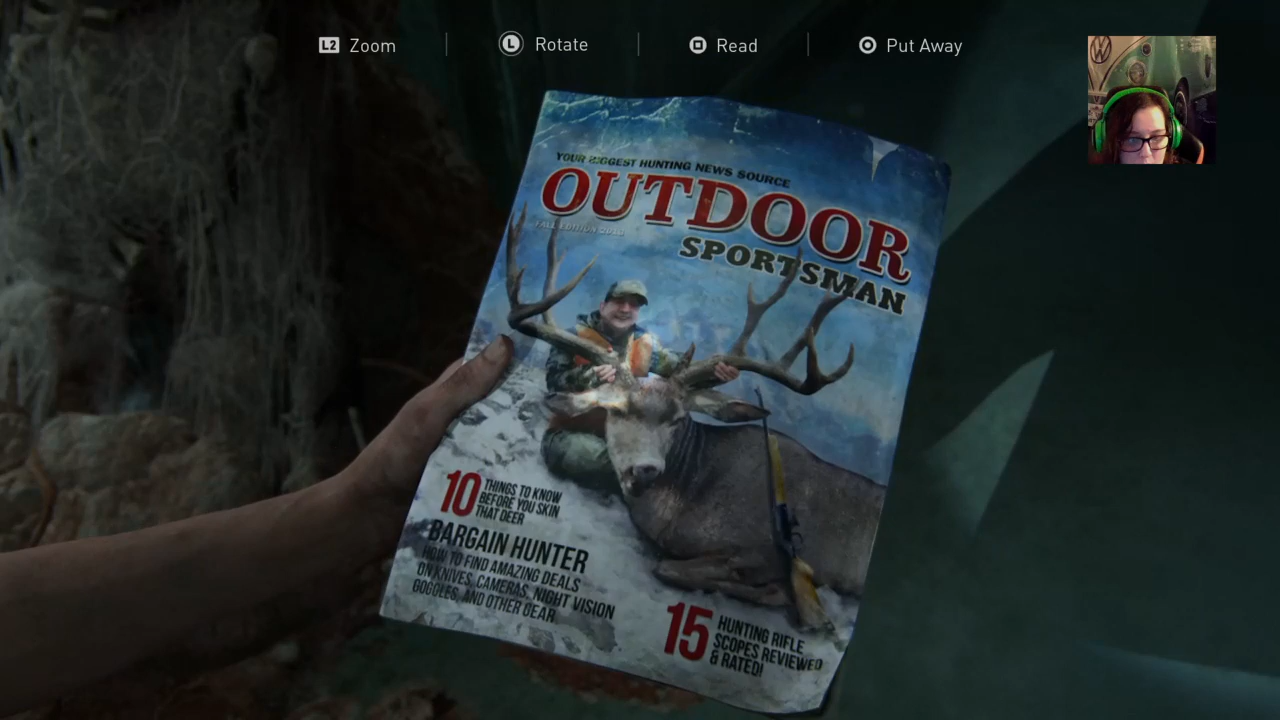 L2 Zoom
L Rotate
Read
Put Away
YOUR BIGGEST HUNTING NEWS SOURCE
OUTDOOR
FALL EDITION
SPORTSMAN
10 THINGS TO KNOW
BEFORE YOU SKIN
THAT DEER
BARGAIN HUNTER
HOW TO FIND AMAZING DEALS
ON KNIVES, CAMERAS, NIGHT VISION
GOGGLES, AND OTHER GEAR
15 HUNTING RIFLE
SCOPES REVIEWED
& RATED!